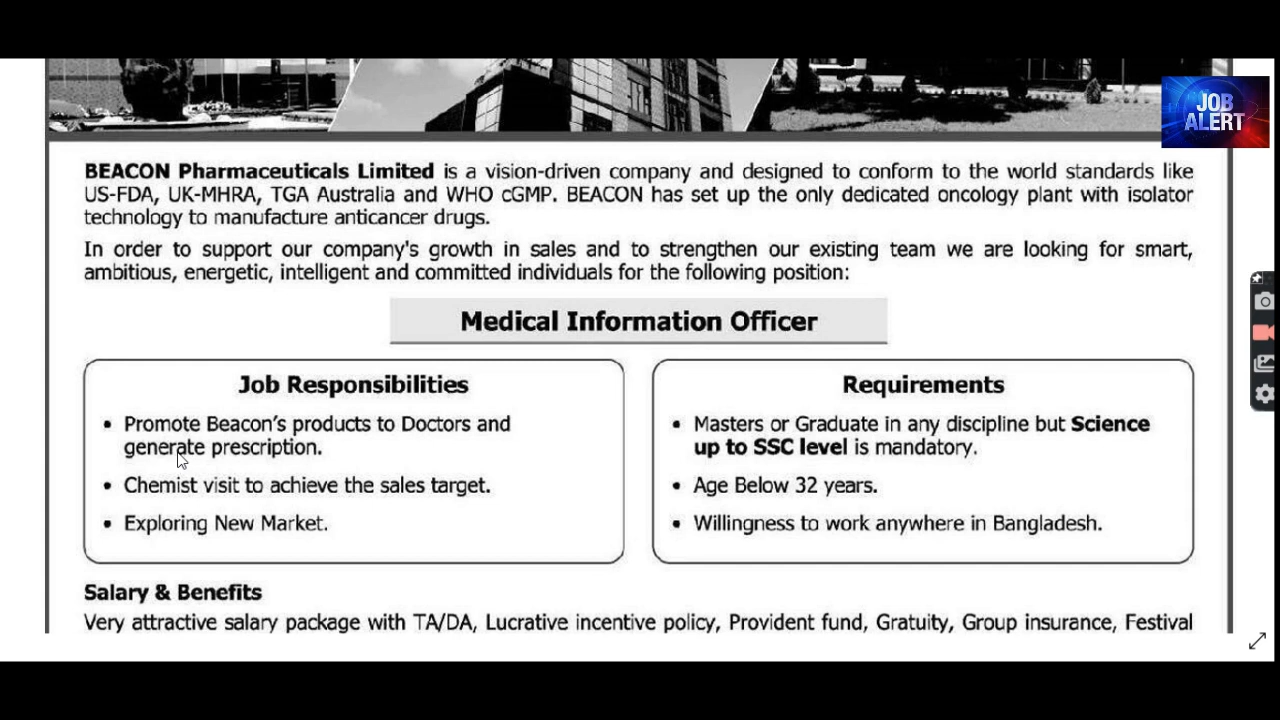 JOB
ALERT
BEACON Pharmaceuticals Limited is a vision-driven company and designed to conform to the world standards like
US-FDA, UK-MHRA, TGA Australia and WHO cGMP. BEACON has set up the only dedicated oncology plant with isolator
technology to manufacture anticancer drugs.
In order to support our company's growth in sales and to strengthen our existing team we are looking for smart,
ambitious, energetic, intelligent and committed individuals for the following position:
Medical Information Officer
Job Responsibilities
• Promote Beacon's products to Doctors and
generate prescription.
• Chemist visit to achieve the sales target.
• Exploring New Market.
Requirements
• Masters or Graduate in any discipline but Science
up to SSC level is mandatory.
• Age Below 32 years.
• Willingness to work anywhere in Bangladesh.
Salary & Benefits
Very attractive salary package with TA/DA, Lucrative incentive policy, Provident fund, Gratuity, Group insurance, Festival